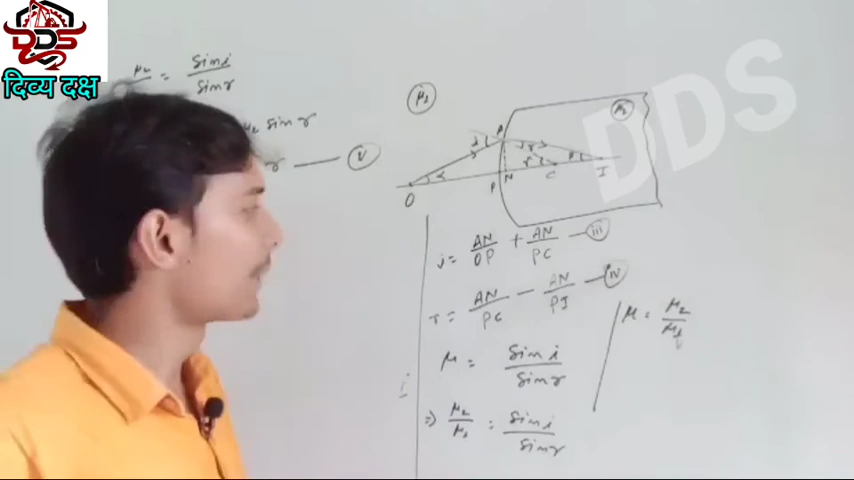 DDS
दिव्य दक्ष
DDS
μ₂ = sin i / sin r
μ₂ sin r
r — (v)
μ₁
μ₂
A
α
i
r
γ
β
O
P
N
C
I
i = AN/OP + AN/PC — (iii)
r = AN/PC − AN/PI — (iv)
μ = sin i / sin r
μ = μ₂/μ₁
⇒ μ₂/μ₁ = sin i / sin r